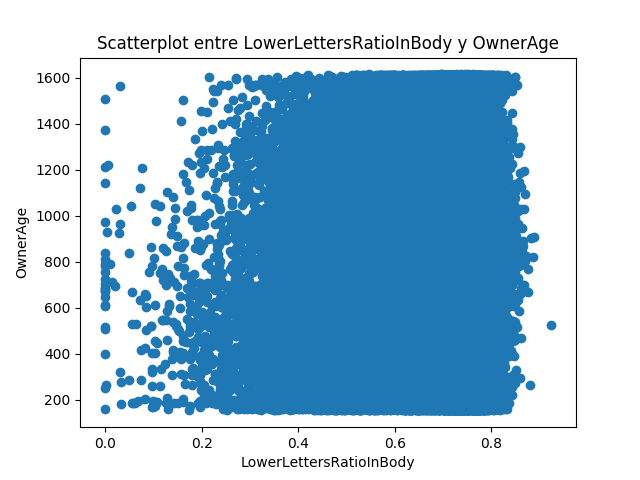 Scatterplot entre LowerLettersRatioInBody y OwnerAge
1600
1400
1200
1000
800
600
400
200
OwnerAge
0.0 0.2 0.4 0.6 0.8
LowerLettersRatioInBody